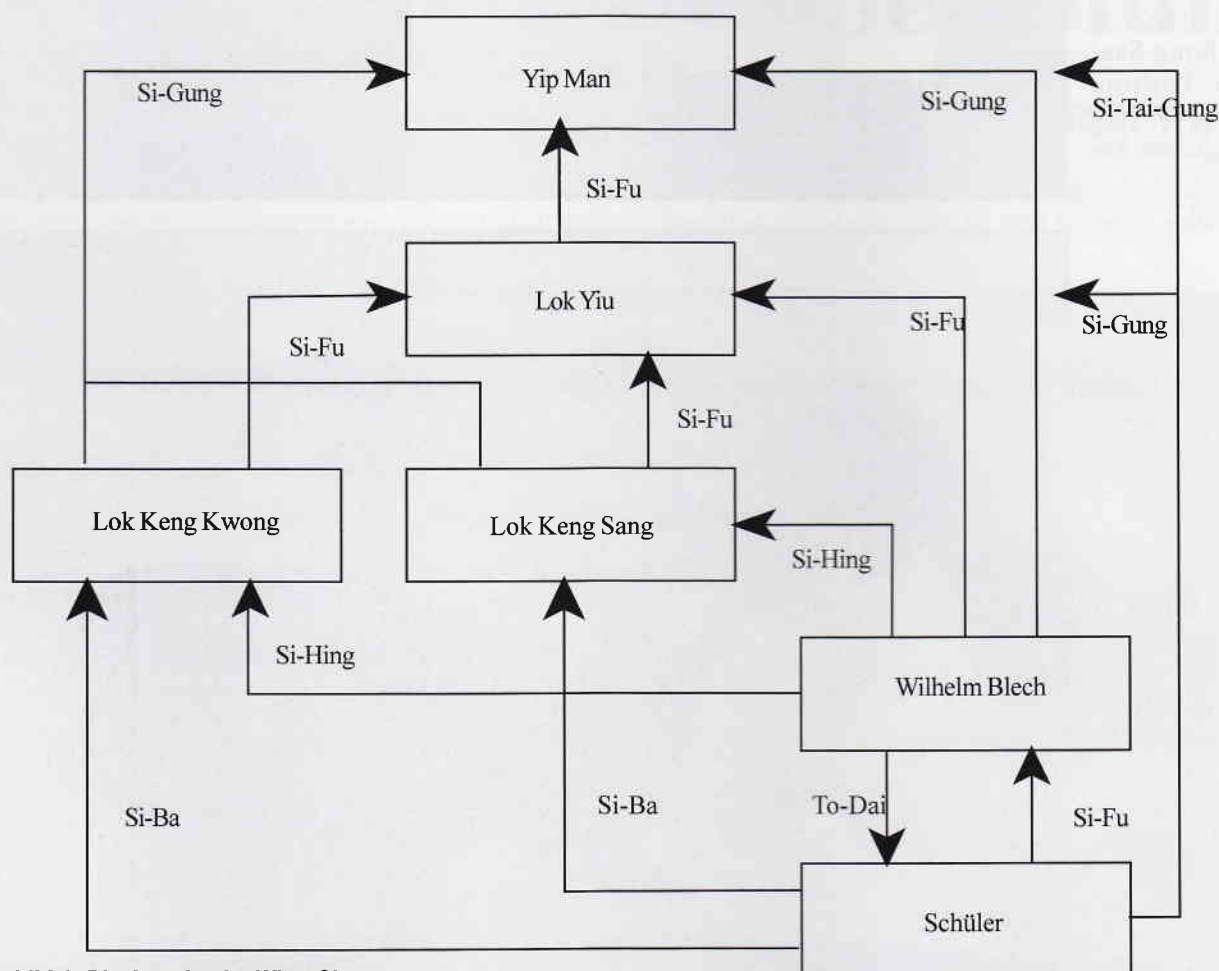 Yip Man
Si-Gung
Si-Gung
Si-Tai-Gung
Si-Fu
Lok Yiu
Si-Fu
Si-Gung
Si-Fu
Si-Fu
Lok Keng Kwong
Lok Keng Sang
Si-Hing
Si-Hing
Wilhelm Blech
Si-Ba
Si-Ba
To-Dai
Si-Fu
Schüler